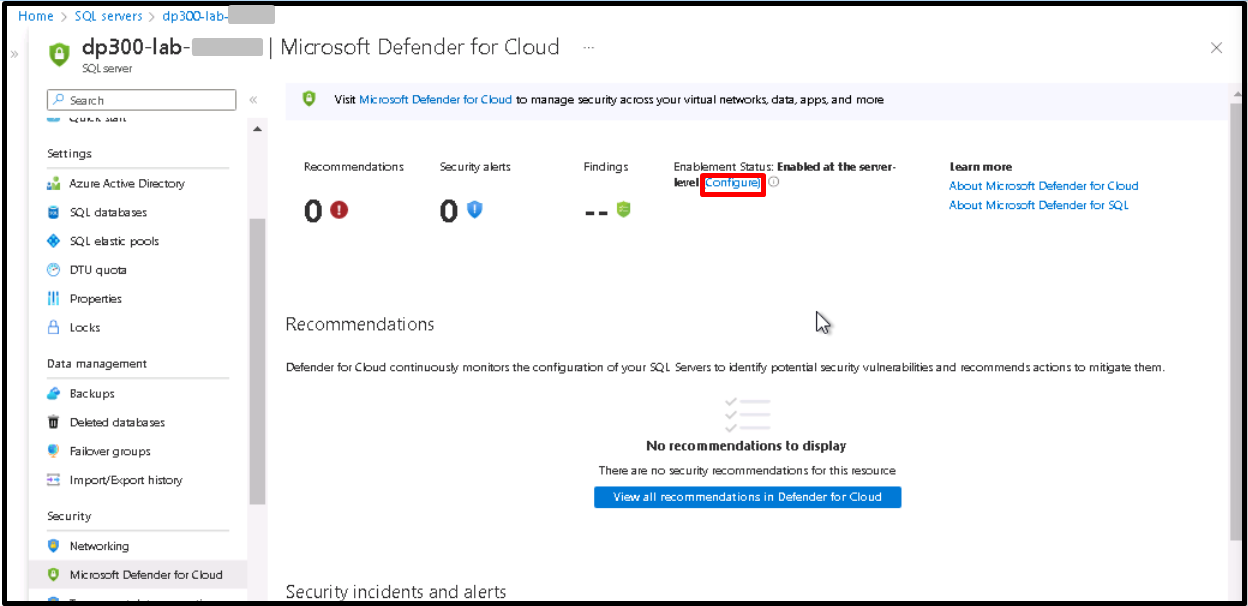 Home > SQL servers > dp300-lab-
dp300-lab- | Microsoft Defender for Cloud ...
SQL server
Search
«
»
Visit Microsoft Defender for Cloud to manage security across your virtual networks, data, apps, and more
Quick start
Settings
Azure Active Directory
SQL databases
SQL elastic pools
DTU quota
Properties
Locks
Data management
Backups
Deleted databases
Failover groups
Import/Export history
Security
Networking
Microsoft Defender for Cloud
Recommendations
0
Security alerts
0
Findings
--
Enablement Status: Enabled at the server-
level (Configure)
Learn more
About Microsoft Defender for Cloud
About Microsoft Defender for SQL
Recommendations
Defender for Cloud continuously monitors the configuration of your SQL Servers to identify potential security vulnerabilities and recommends actions to mitigate them.
No recommendations to display
There are no security recommendations for this resource
View all recommendations in Defender for Cloud
Security incidents and alerts